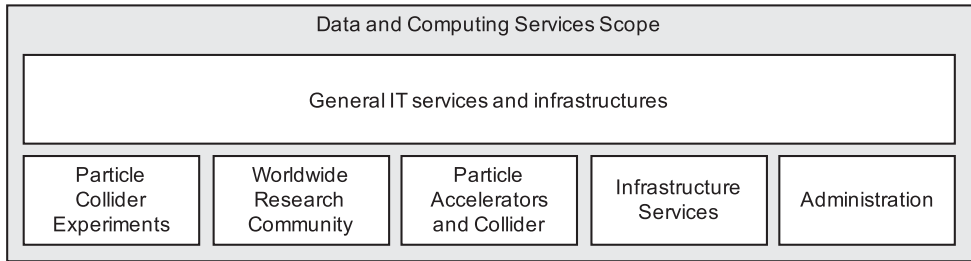 Data and Computing Services Scope
General IT services and infrastructures
Particle
Collider
Experiments
Worldwide
Research
Community
Particle
Accelerators
and Collider
Infrastructure
Services
Administration